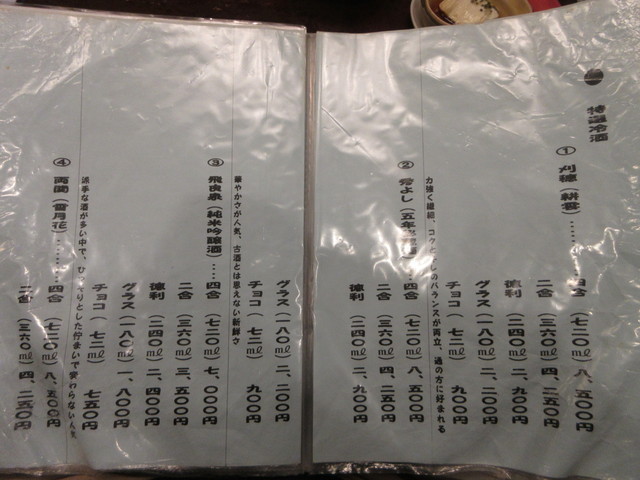 ● 特選冷酒
① 刈穂（耕雲）………四合（七二〇㎖）八、五〇〇円
二合（三六〇㎖）四、二五〇円
徳利（二四〇㎖）二、九〇〇円
グラス（一八〇㎖）二、二〇〇円
チョコ（ 七二㎖） 九〇〇円
力強く繊細、コクとキレのバランスが両立、通の方に好まれる
② よし（五年 ）…四合（七二〇㎖）八、五〇〇円
二合（三六〇㎖）四、二五〇円
徳利（二四〇㎖）二、九〇〇円
グラス（一八〇㎖）二、二〇〇円
チョコ（ 七二㎖） 九〇〇円
華やかさが人気、古酒とは思えない新鮮さ
③ 飛良泉（純米吟醸酒）……四合（七二〇㎖）七、〇〇〇円
二合（三六〇㎖）三、五〇〇円
徳利（二四〇㎖）二、四〇〇円
グラス（一八〇㎖）一、八〇〇円
チョコ（ 七二㎖） 七五〇円
派手な酒が多い中で、ひっそりとした佇まいで変わらない人気
④ 両関（雪月花）………四合（七二〇㎖）八、五〇〇円
二合（三六〇㎖）四、二五〇円